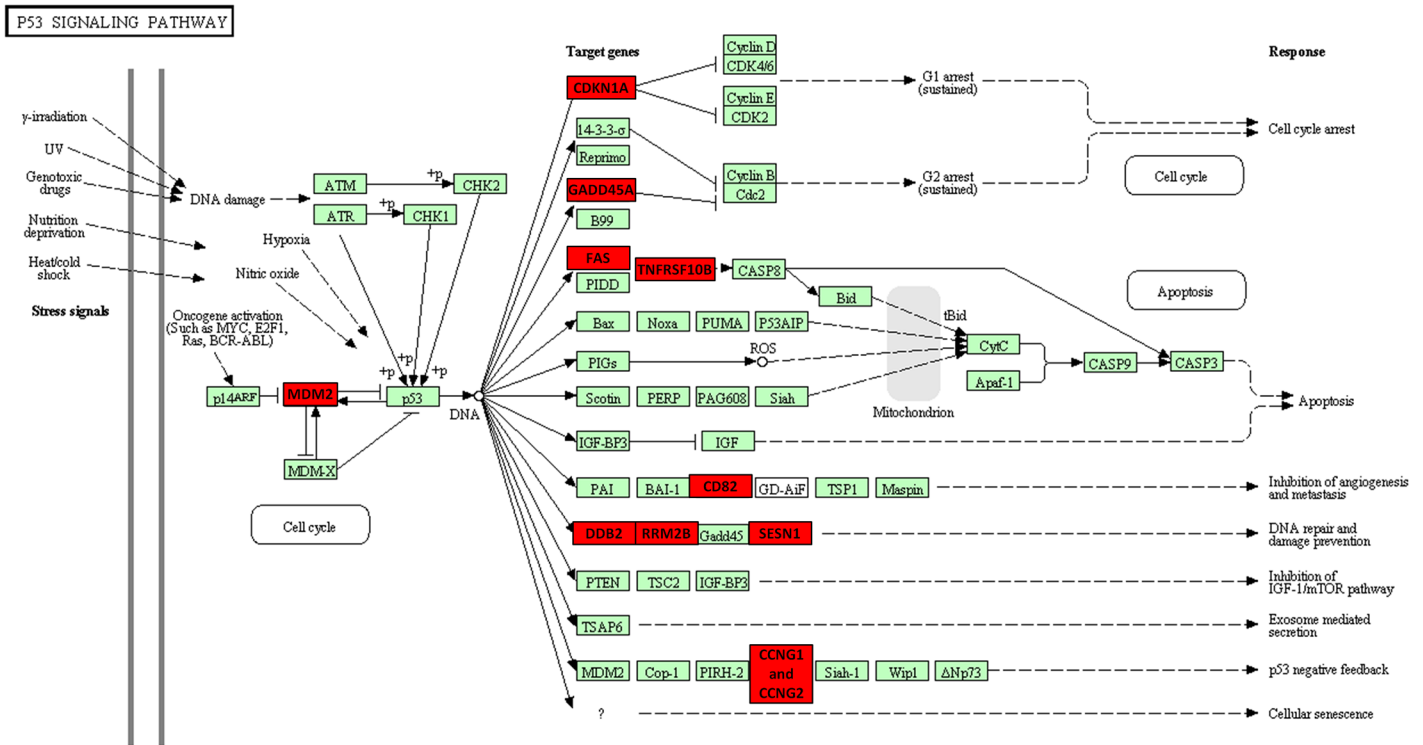 P53 SIGNALING PATHWAY
Target genes
Response
γ-irradiation
UV
Genotoxic
drugs
Nutrition
deprivation
Heat/cold
shock
Stress signals
DNA damage
ATM
+p
CHK2
ATR
+p
CHK1
Hypoxia
Nitric oxide
Oncogene activation
(Such as MYC, E2F1,
Ras, BCR-ABL)
+p
+p
+p
p14ARF
MDM2
p53
DNA
MDM-X
Cell cycle
CDKN1A
Cyclin D
CDK4/6
Cyclin E
CDK2
G1 arrest
(sustained)
14-3-3-σ
Reprimo
Cyclin B
Cdc2
G2 arrest
(sustained)
Cell cycle arrest
Cell cycle
GADD45A
B99
FAS
PIDD
TNFRSF10B
CASP8
Bid
tBid
Apoptosis
Bax
Noxa
PUMA
P53AIP
CytC
PIGs
ROS
Apaf-1
CASP9
CASP3
Scotin
PERP
PAG608
Siah
Mitochondrion
Apoptosis
IGF-BP3
IGF
PAI
BAI-1
CD82
GD-AiF
TSP1
Maspin
Inhibition of angiogenesis
and metastasis
DDB2
RRM2B
Gadd45
SESN1
DNA repair and
damage prevention
PTEN
TSC2
IGF-BP3
Inhibition of
IGF-1/mTOR pathway
TSAP6
Exosome mediated
secretion
MDM2
Cop-1
PIRH-2
CCNG1
and
CCNG2
Siah-1
Wip1
ΔNp73
p53 negative feedback
?
Cellular senescence